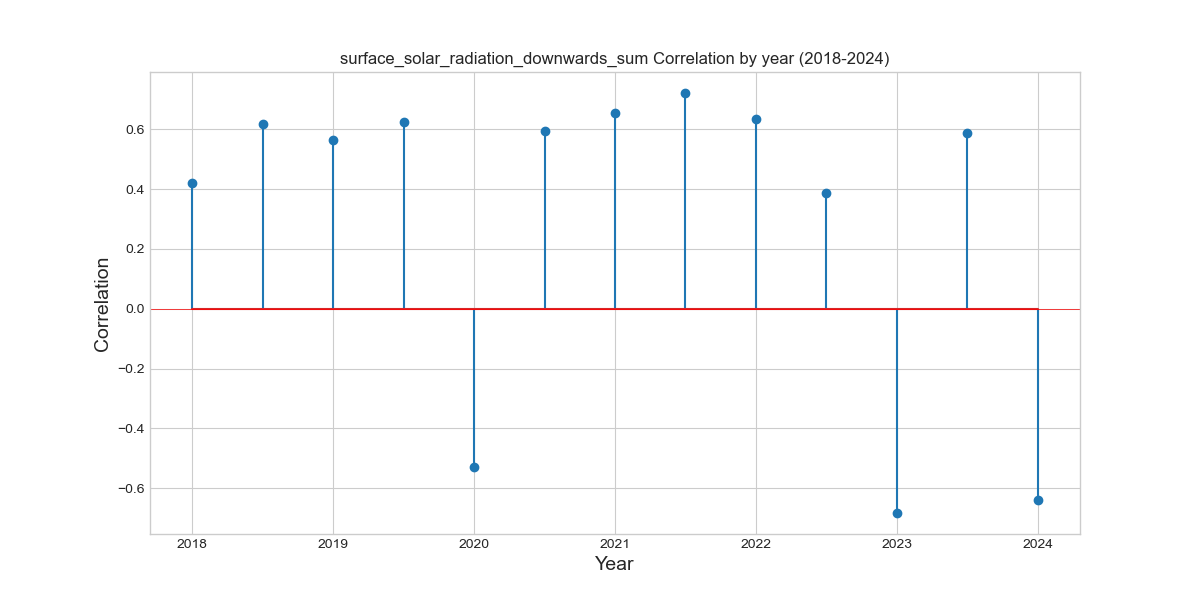 surface_solar_radiation_downwards_sum Correlation by year (2018-2024)
0.6
0.4
0.2
0.0
−0.2
−0.4
−0.6
Correlation
2018 2019 2020 2021 2022 2023 2024
Year